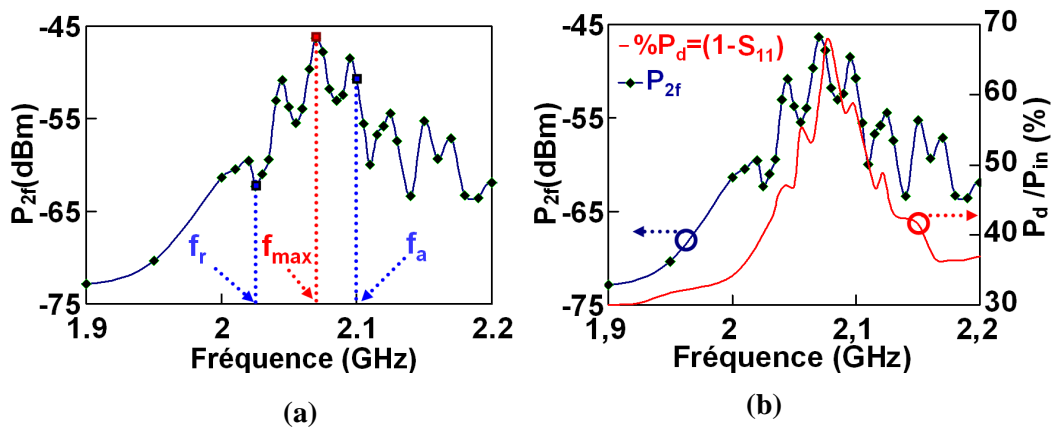 -45
-55
-65
-75
P2f(dBm)
fr
fmax
fa
1.9
2
2.1
2.2
Fréquence (GHz)
(a)
-45
-55
-65
-75
P2f(dBm)
%Pd=(1-S11)
P2f
70
60
50
40
30
Pd /Pin (%)
1,9
2
2,1
2,2
Fréquence (GHz)
(b)